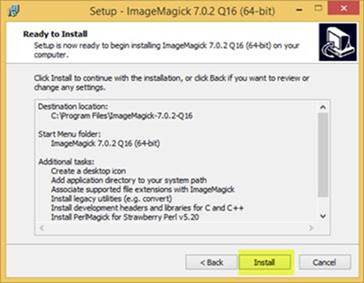 Setup - ImageMagick 7.0.2 Q16 (64-bit)
Ready to Install
Setup is now ready to begin installing ImageMagick 7.0.2 Q16 (64-bit) on your
computer.
Click Install to continue with the installation, or click Back if you want to review
or change any settings.
Destination location:
C:\Program Files\ImageMagick-7.0.2-Q16
Start Menu folder:
ImageMagick 7.0.2 Q16 (64-bit)
Additional tasks:
Create a desktop icon
Add application directory to your system path
Associate supported file extensions with ImageMagick
Install legacy utilities (e.g. convert)
Install development headers and libraries for C and C++
Install PerlMagick for Strawberry Perl v5.20
< Back
Install
Cancel